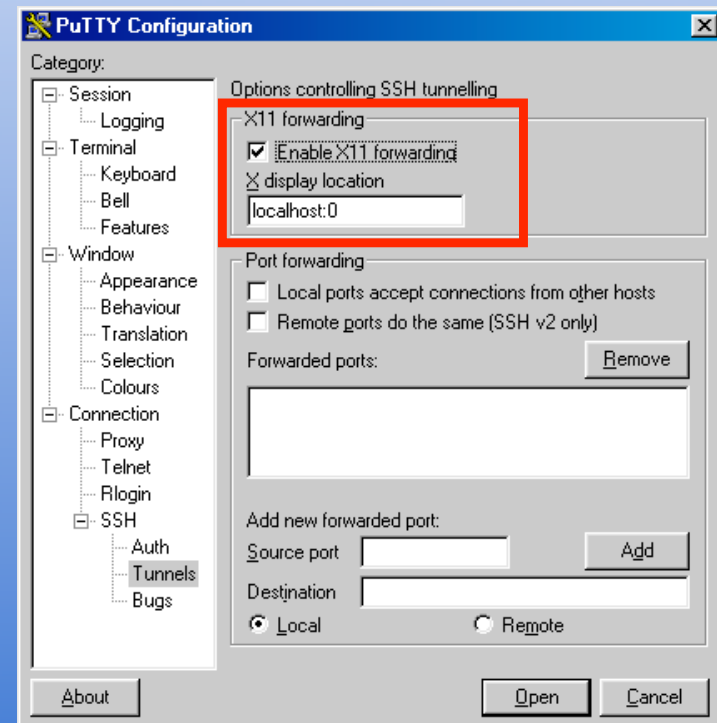 PuTTY Configuration
Category:
Session
Logging
Terminal
Keyboard
Bell
Features
Window
Appearance
Behaviour
Translation
Selection
Colours
Connection
Proxy
Telnet
Rlogin
SSH
Auth
Tunnels
Bugs
Options controlling SSH tunnelling
X11 forwarding
Enable X11 forwarding
X display location
localhost:0
Port forwarding
Local ports accept connections from other hosts
Remote ports do the same (SSH v2 only)
Forwarded ports:
Remove
Add new forwarded port:
Source port
Add
Destination
Local
Remote
About
Open
Cancel